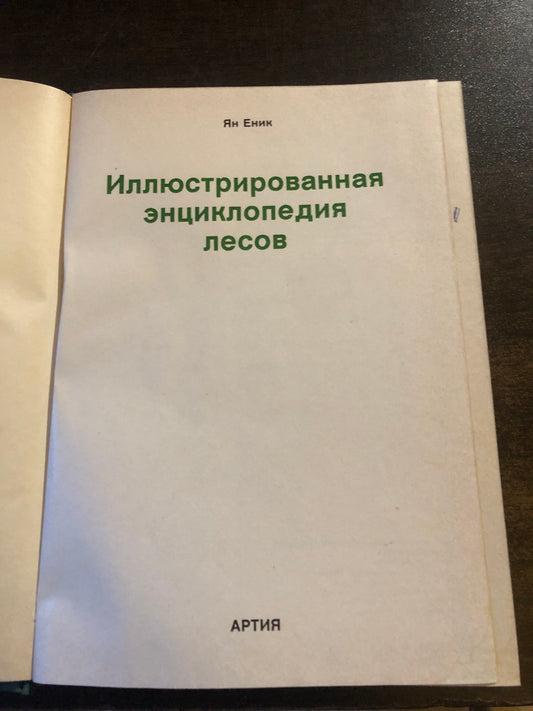 Ян Еник
Иллюстрированная
энциклопедия
лесов
АРТИЯ